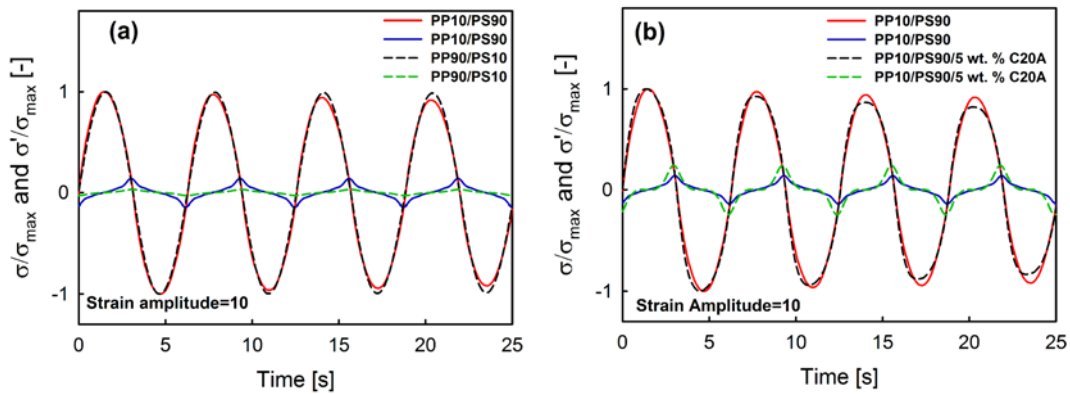 (a)
PP10/PS90
PP10/PS90
PP90/PS10
PP90/PS10
σ/σmax and σ'/σmax [-]
1
0
-1
Strain amplitude=10
0
5
10
15
20
25
Time [s]
(b)
PP10/PS90
PP10/PS90
PP10/PS90/5 wt. % C20A
PP10/PS90/5 wt. % C20A
σ/σmax and σ'/σmax [-]
1
0
-1
Strain Amplitude=10
0
5
10
15
20
25
Time [s]